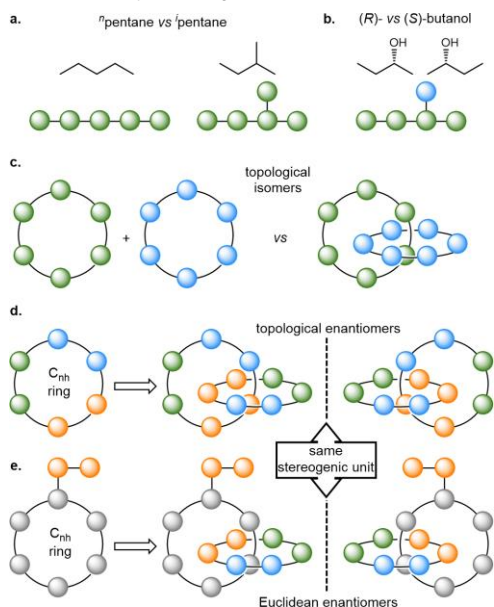 a.
ⁿpentane vs ⁱpentane
b.
(R)- vs (S)-butanol
OH
OH
c.
topological
isomers
+
vs
d.
topological enantiomers
Cnh
ring
same
stereogenic unit
e.
Cnh
ring
Euclidean enantiomers